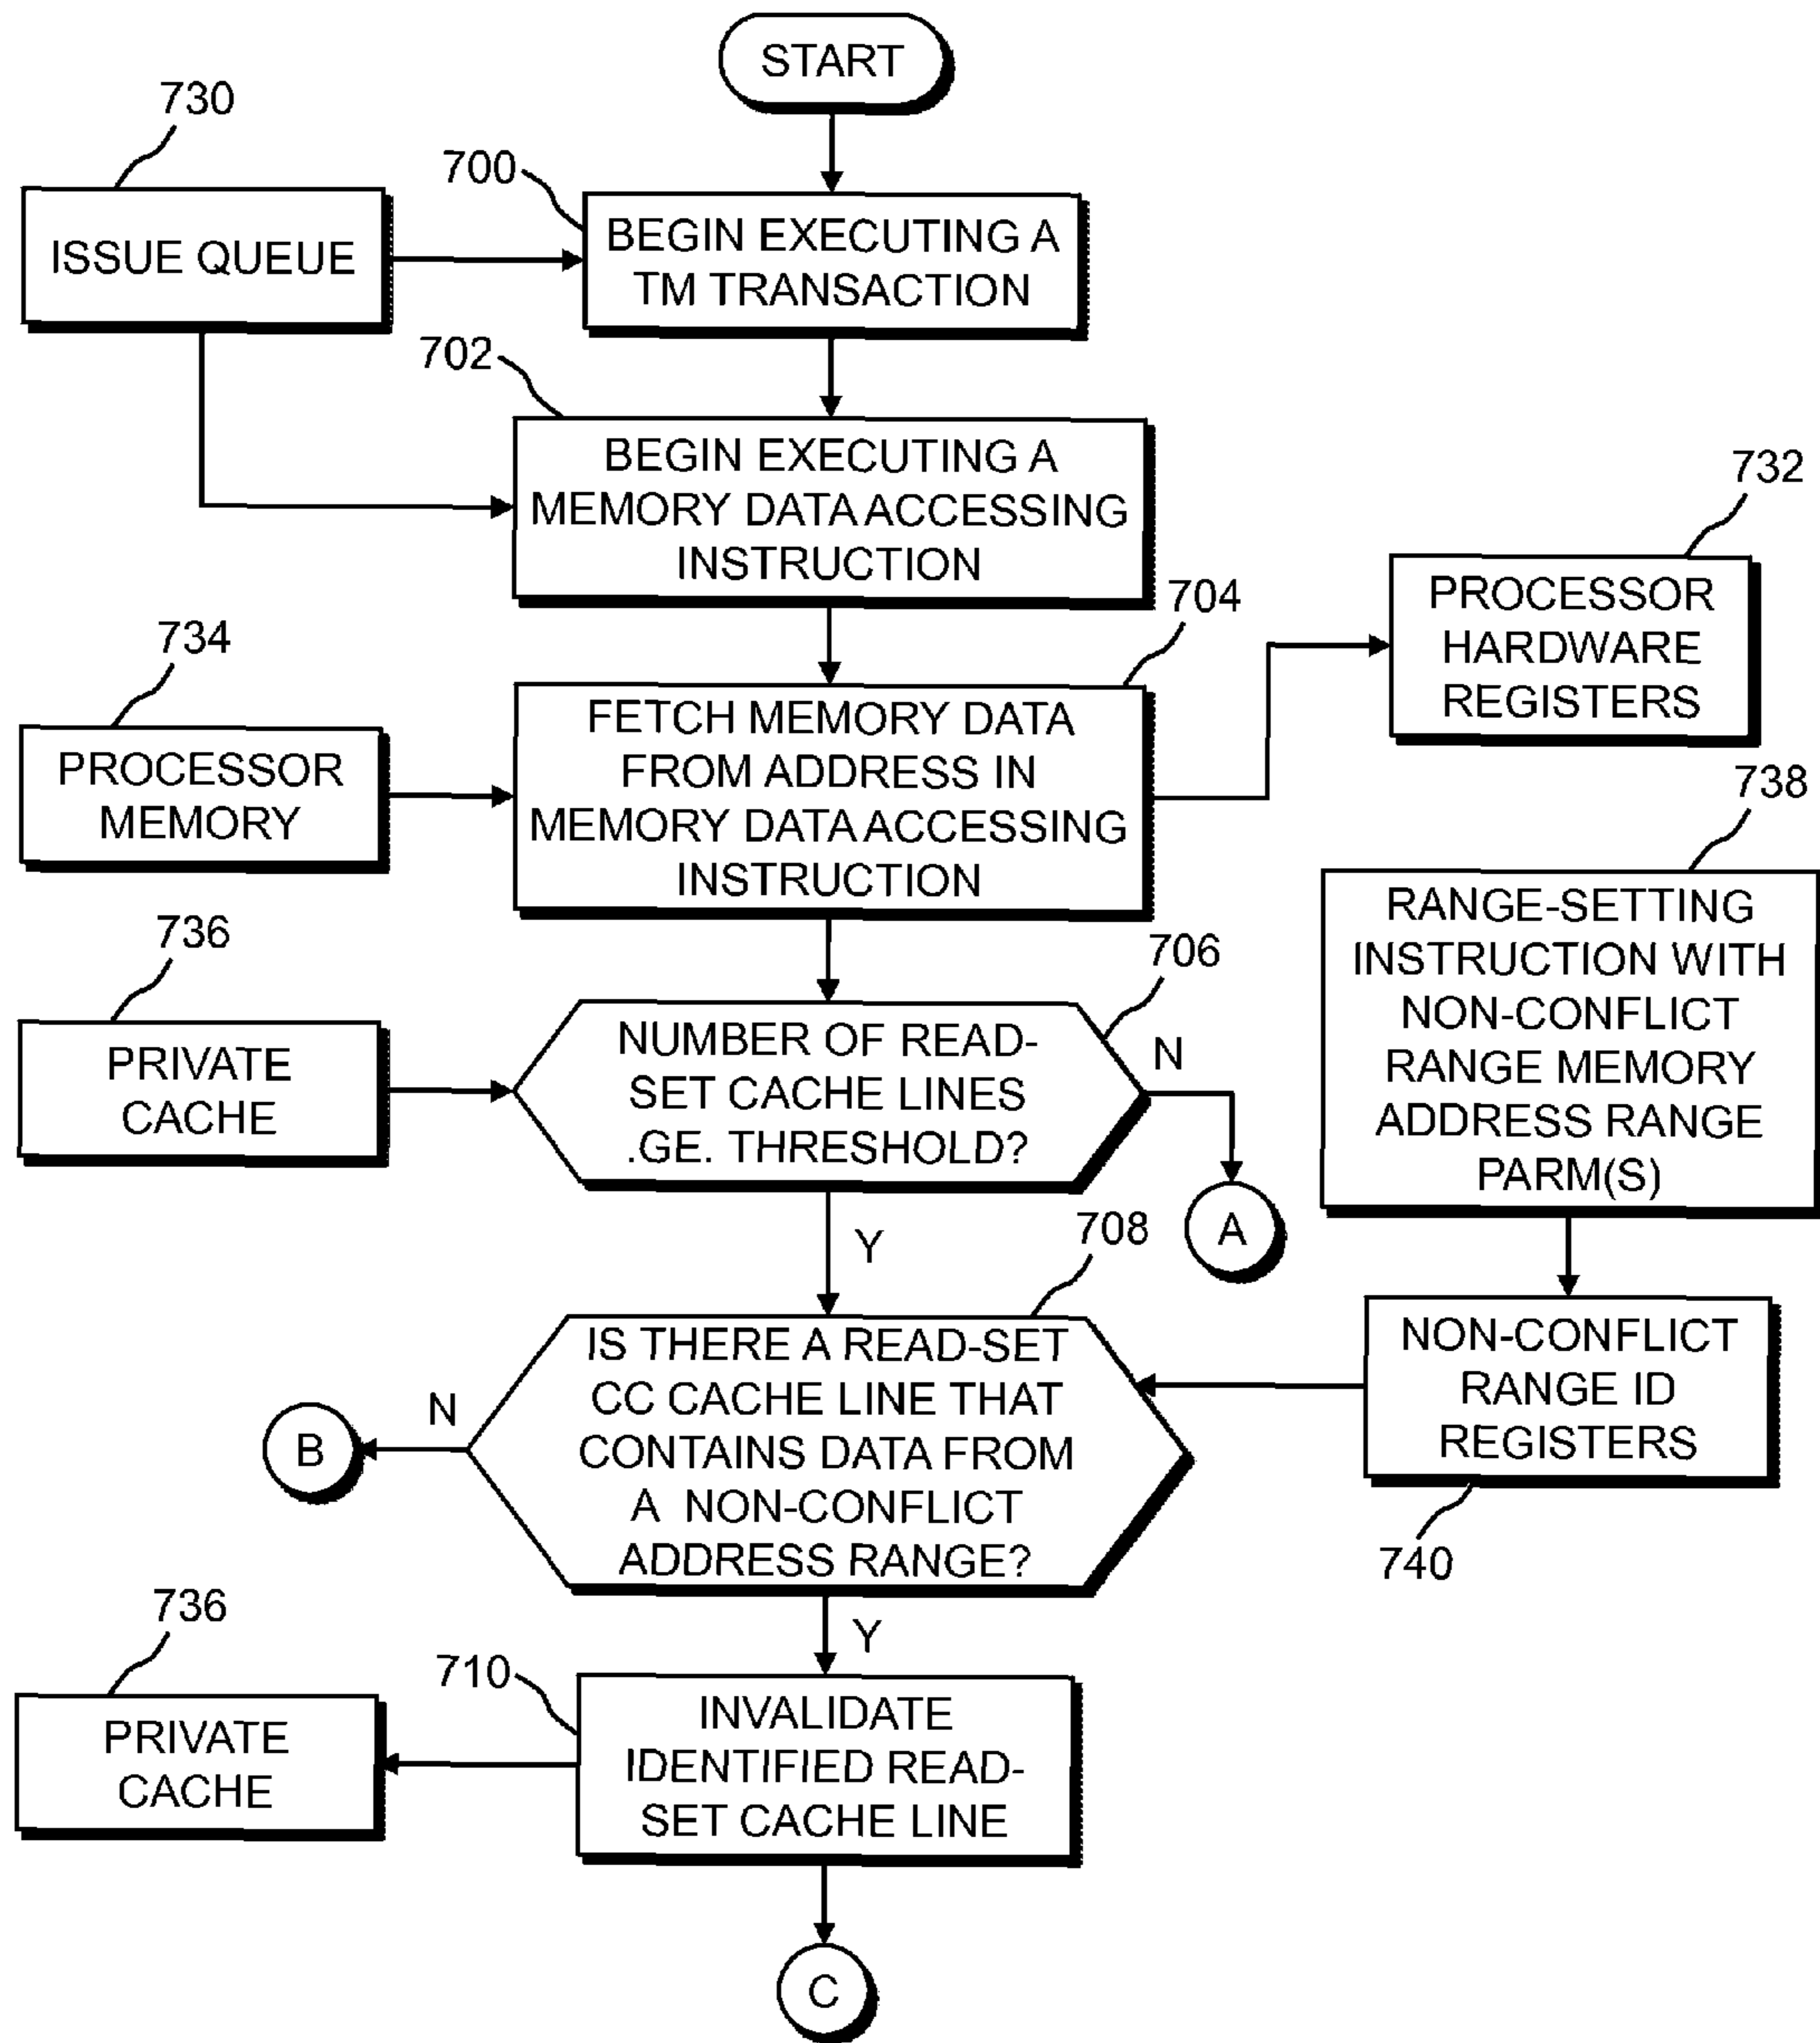 START
730
700
ISSUE QUEUE
BEGIN EXECUTING A
TM TRANSACTION
702
BEGIN EXECUTING A
MEMORY DATA ACCESSING
INSTRUCTION
732
PROCESSOR
HARDWARE
REGISTERS
704
734
PROCESSOR
MEMORY
FETCH MEMORY DATA
FROM ADDRESS IN
MEMORY DATA ACCESSING
INSTRUCTION
738
RANGE-SETTING
INSTRUCTION WITH
NON-CONFLICT
RANGE MEMORY
ADDRESS RANGE
PARM(S)
736
PRIVATE
CACHE
706
NUMBER OF READ-
SET CACHE LINES
.GE. THRESHOLD?
N
A
Y
708
IS THERE A READ-SET
CC CACHE LINE THAT
CONTAINS DATA FROM
A NON-CONFLICT
ADDRESS RANGE?
NON-CONFLICT
RANGE ID
REGISTERS
740
N
B
Y
736
PRIVATE
CACHE
710
INVALIDATE
IDENTIFIED READ-
SET CACHE LINE
C